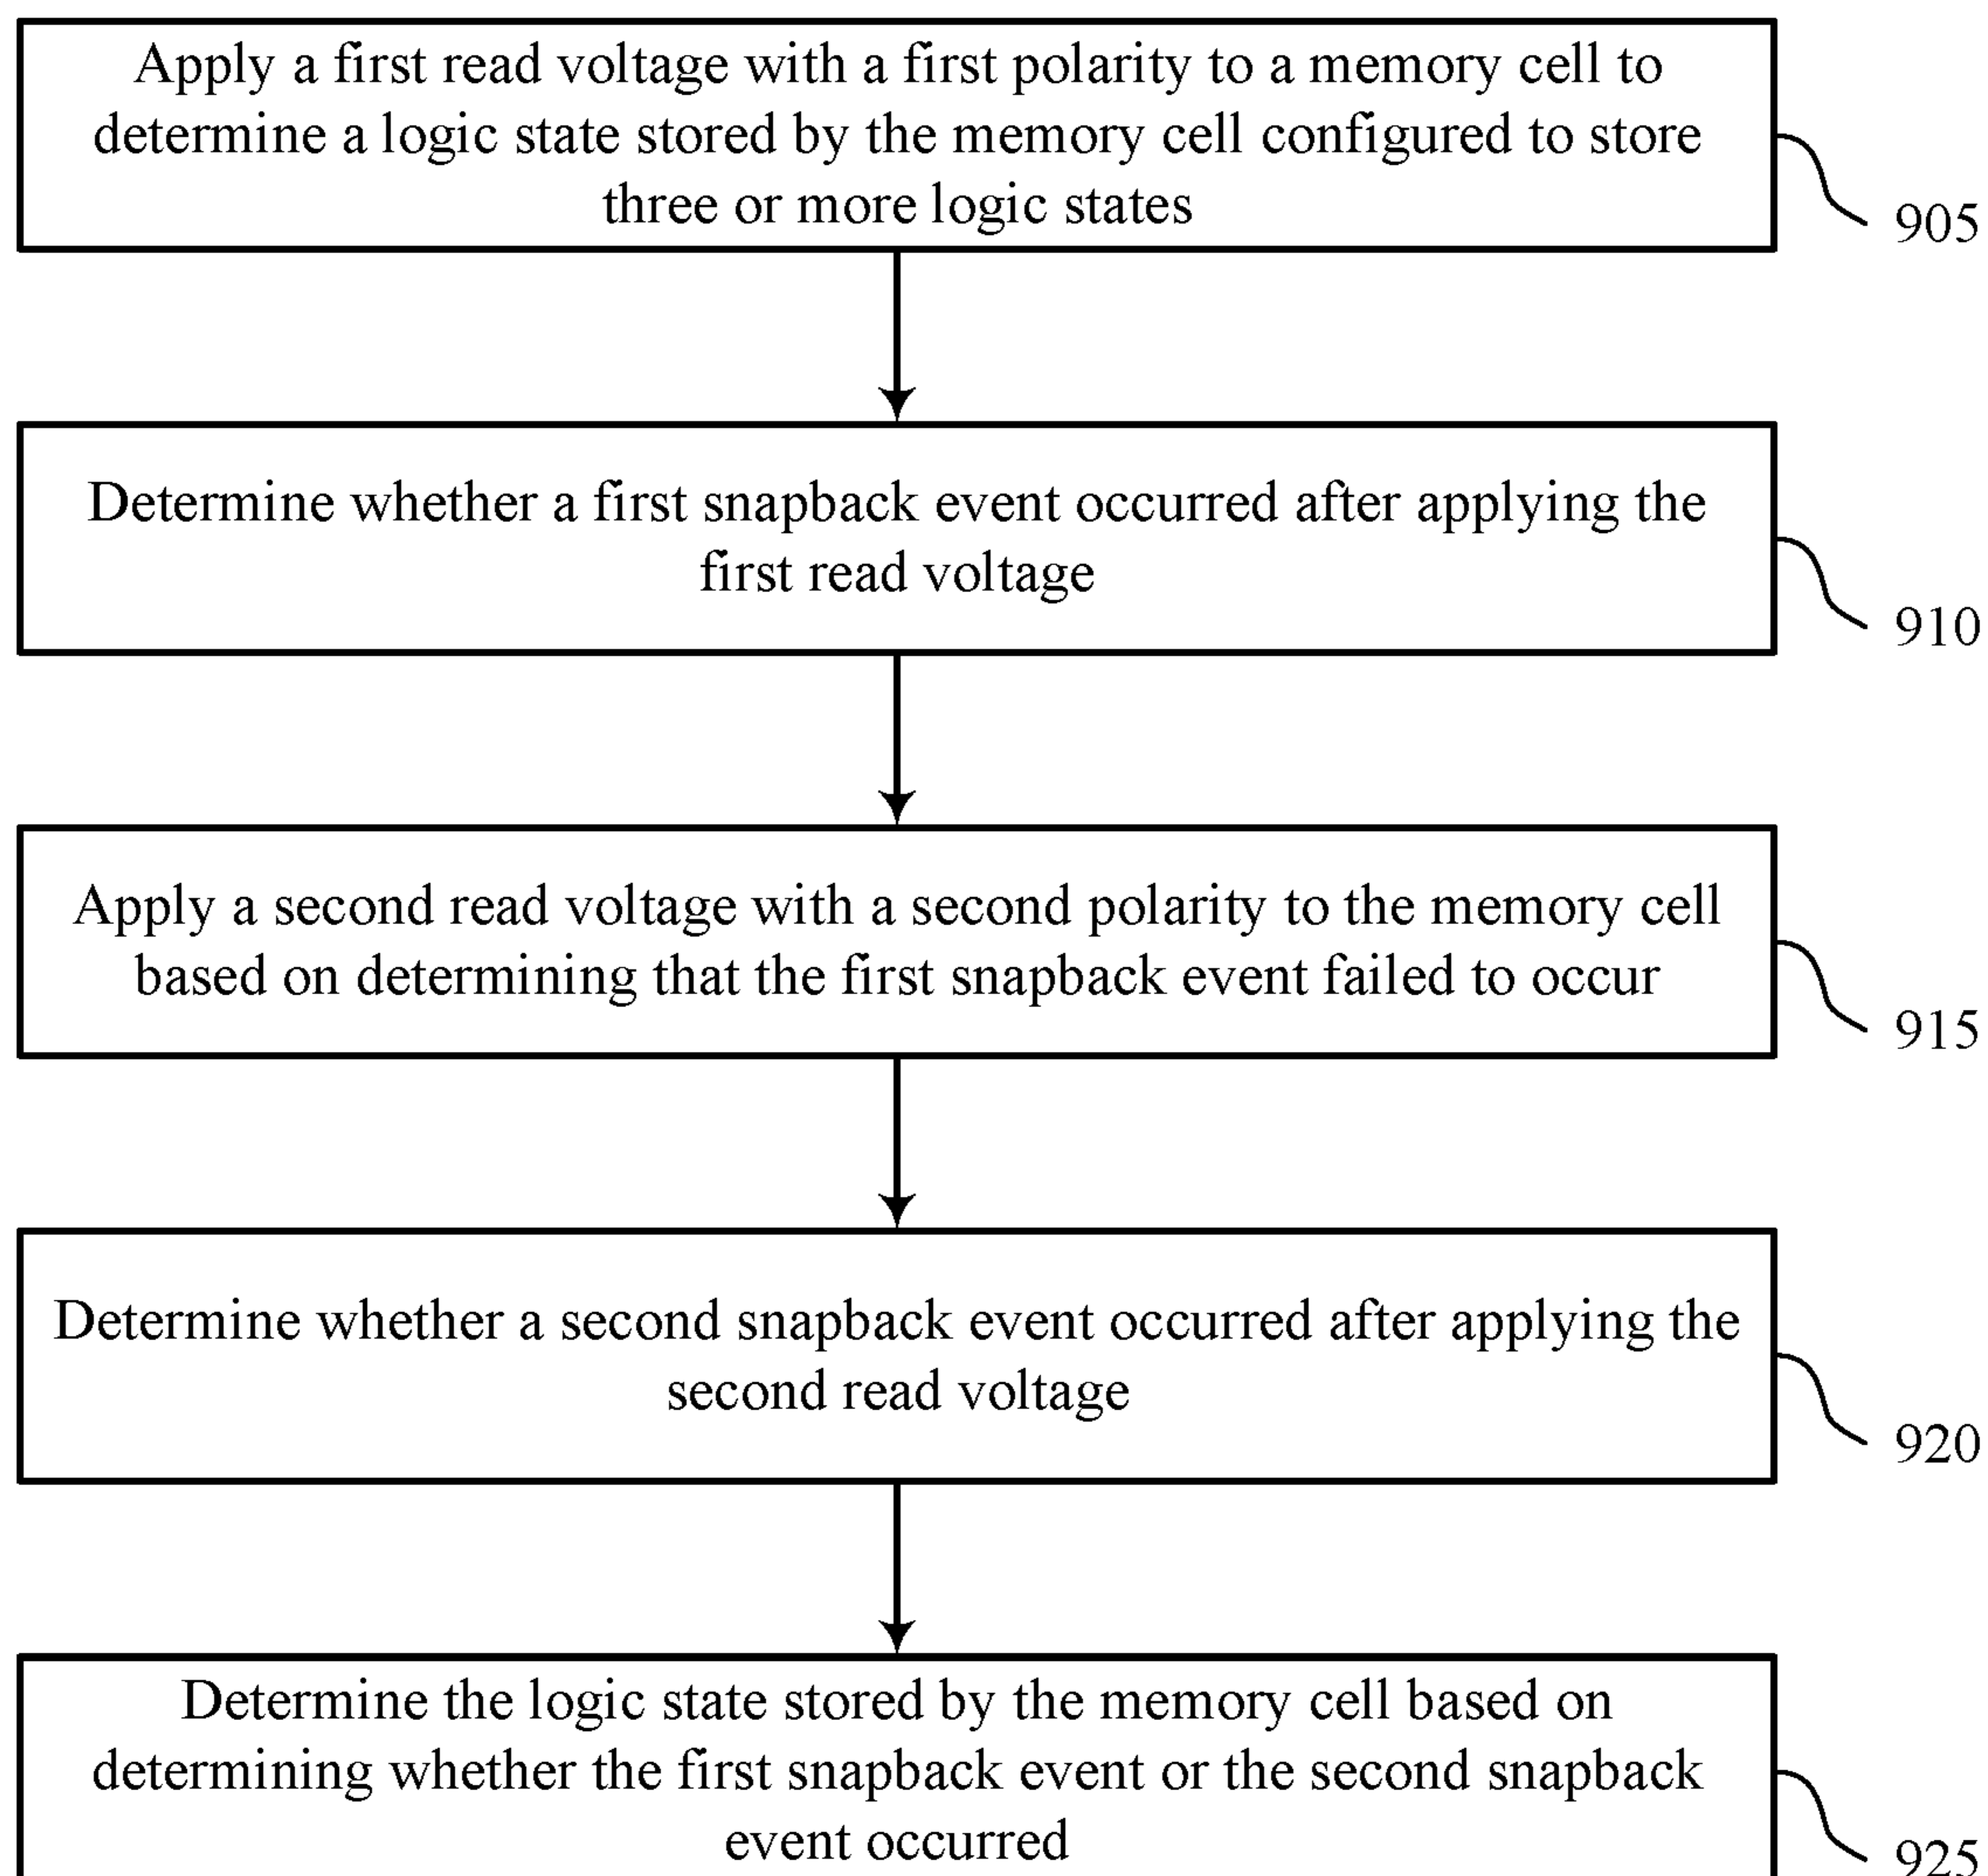 Apply a first read voltage with a first polarity to a memory cell to
determine a logic state stored by the memory cell configured to store
three or more logic states
905
Determine whether a first snapback event occurred after applying the
first read voltage
910
Apply a second read voltage with a second polarity to the memory cell
based on determining that the first snapback event failed to occur
915
Determine whether a second snapback event occurred after applying the
second read voltage
920
Determine the logic state stored by the memory cell based on
determining whether the first snapback event or the second snapback
event occurred
925